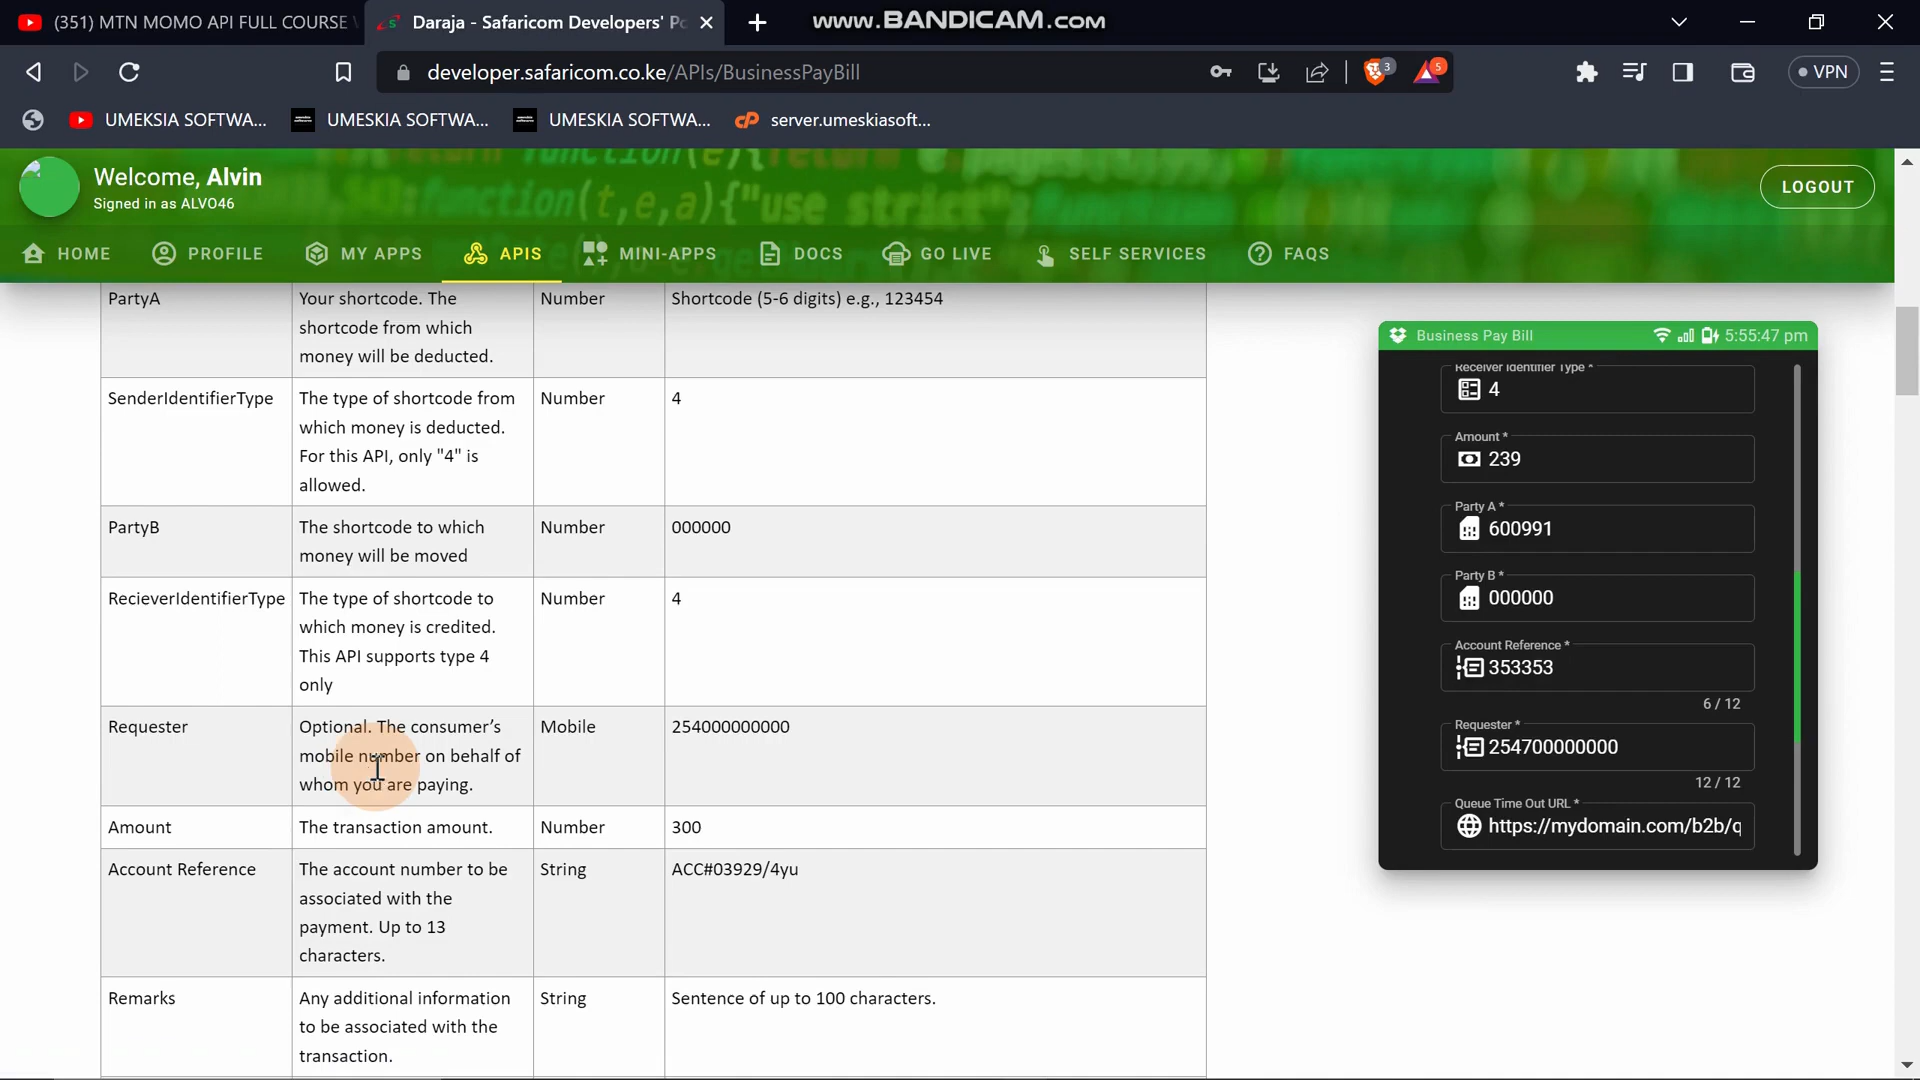 (351) MTN MOMO API FULL COURSE
Daraja - Safaricom Developers' Po
www.BANDICAM.com
developer.safaricom.co.ke/APIs/BusinessPayBill
3
5
VPN
UMEKSIA SOFTWA...
UMESKIA SOFTWA...
UMESKIA SOFTWA...
server.umeskiasoft...
Welcome, Alvin
Signed in as ALVO46
LOGOUT
HOME
PROFILE
MY APPS
APIS
MINI-APPS
DOCS
GO LIVE
SELF SERVICES
FAQS
PartyA
Your shortcode. The
shortcode from which
money will be deducted.
Number
Shortcode (5-6 digits) e.g., 123454
SenderIdentifierType
The type of shortcode from
which money is deducted.
For this API, only "4" is
allowed.
Number
4
PartyB
The shortcode to which
money will be moved
Number
000000
RecieverIdentifierType
The type of shortcode to
which money is credited.
This API supports type 4
only
Number
4
Requester
Optional. The consumer’s
mobile number on behalf of
whom you are paying.
Mobile
254000000000
Amount
The transaction amount.
Number
300
Account Reference
The account number to be
associated with the
payment. Up to 13
characters.
String
ACC#03929/4yu
Remarks
Any additional information
to be associated with the
transaction.
String
Sentence of up to 100 characters.
Business Pay Bill
5:55:47 pm
Receiver Identifier Type *
4
Amount *
239
Party A *
600991
Party B *
000000
Account Reference *
353353
6 / 12
Requester *
254700000000
12 / 12
Queue Time Out URL *
https://mydomain.com/b2b/q